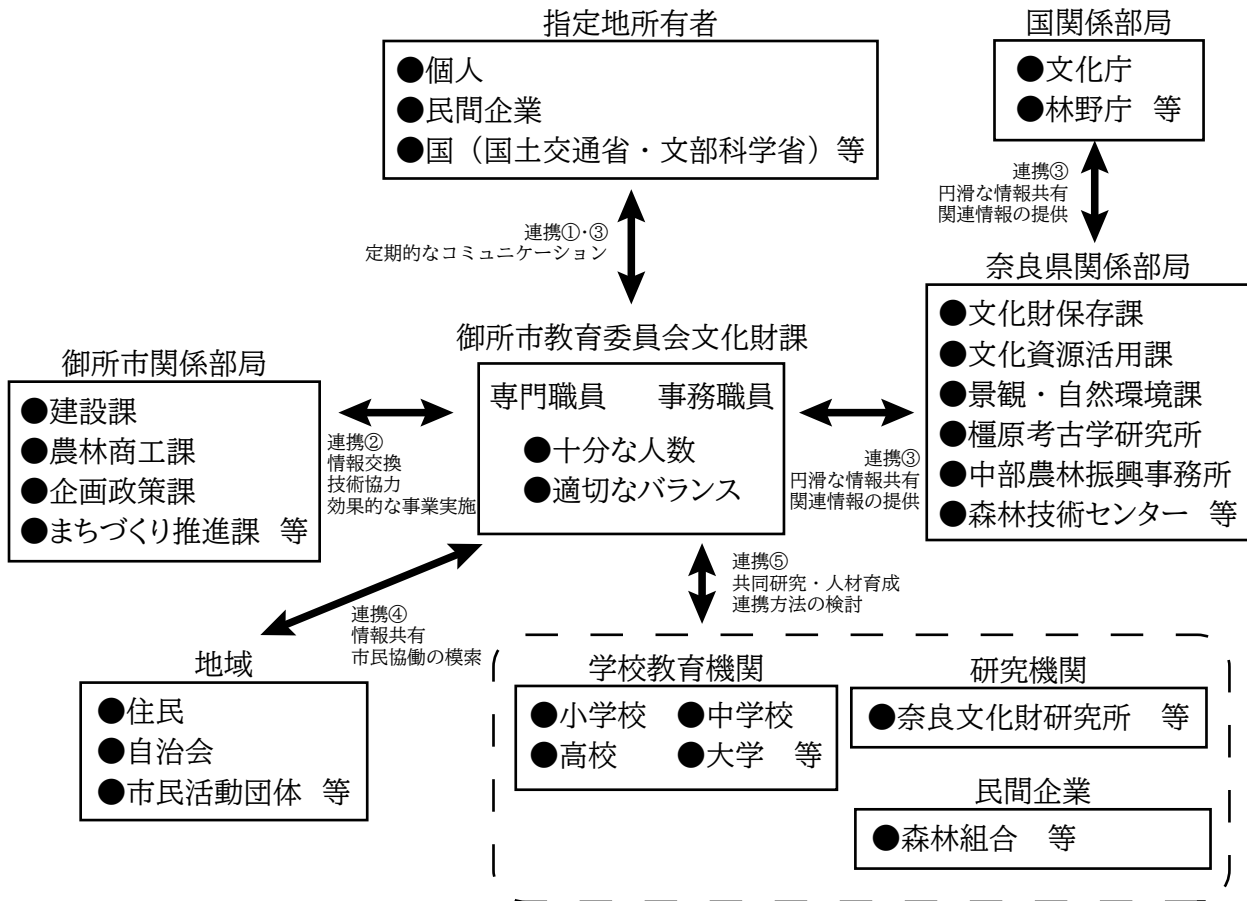 指定地所有者
●個人
●民間企業
●国（国土交通省・文部科学省）等
国関係部局
●文化庁
●林野庁　等
連携③
円滑な情報共有
関連情報の提供
連携①・③
定期的なコミュニケーション
奈良県関係部局
●文化財保存課
●文化資源活用課
●景観・自然環境課
●橿原考古学研究所
●中部農林振興事務所
●森林技術センター　等
御所市教育委員会文化財課
専門職員　事務職員
●十分な人数
●適切なバランス
御所市関係部局
●建設課
●農林商工課
●企画政策課
●まちづくり推進課　等
連携②
情報交換
技術協力
効果的な事業実施
連携③
円滑な情報共有
関連情報の提供
連携⑤
共同研究・人材育成
連携方法の検討
連携④
情報共有
市民協働の模索
地域
●住民
●自治会
●市民活動団体　等
学校教育機関
●小学校　●中学校
●高校　●大学　等
研究機関
●奈良文化財研究所　等
民間企業
●森林組合　等